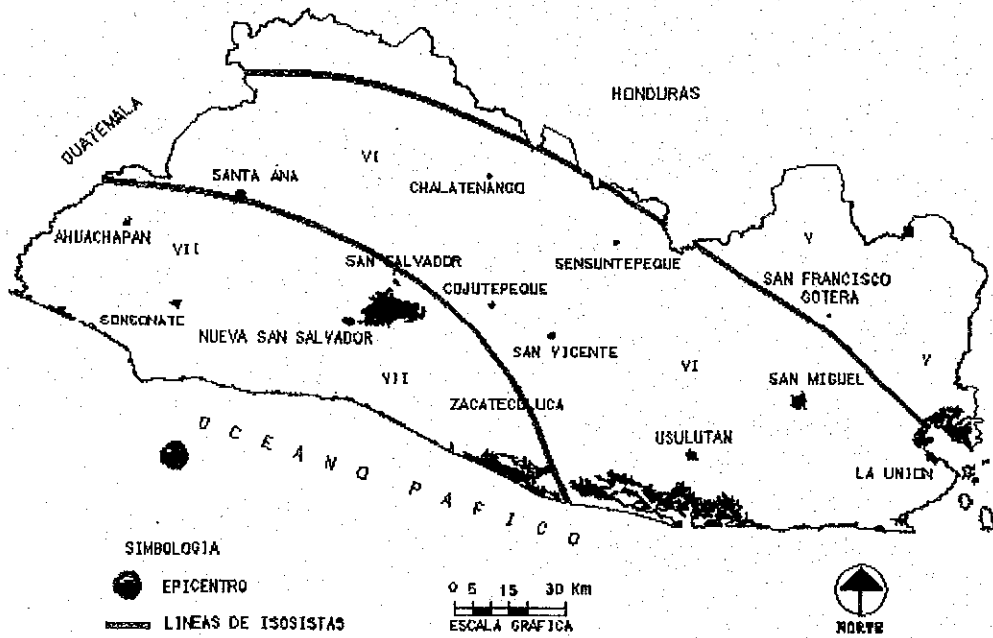 HONDURAS
GUATEMALA
VI
SANTA ANA
CHALATENANGO
AHUACHAPAN
VII
V
SAN SALVADOR
SENSUNTEPEQUE
SAN FRANCISCO
GOTERA
COJUTEPEQUE
SONSONATE
NUEVA SAN SALVADOR
SAN VICENTE
VI
V
VII
SAN MIGUEL
ZACATECOLUCA
USULUTAN
LA UNION
OCEANO PAFICO
SIMBOLOGIA
EPICENTRO
LINEAS DE ISOSISTAS
0 5 15 30 Km
ESCALA GRAFICA
NORTE